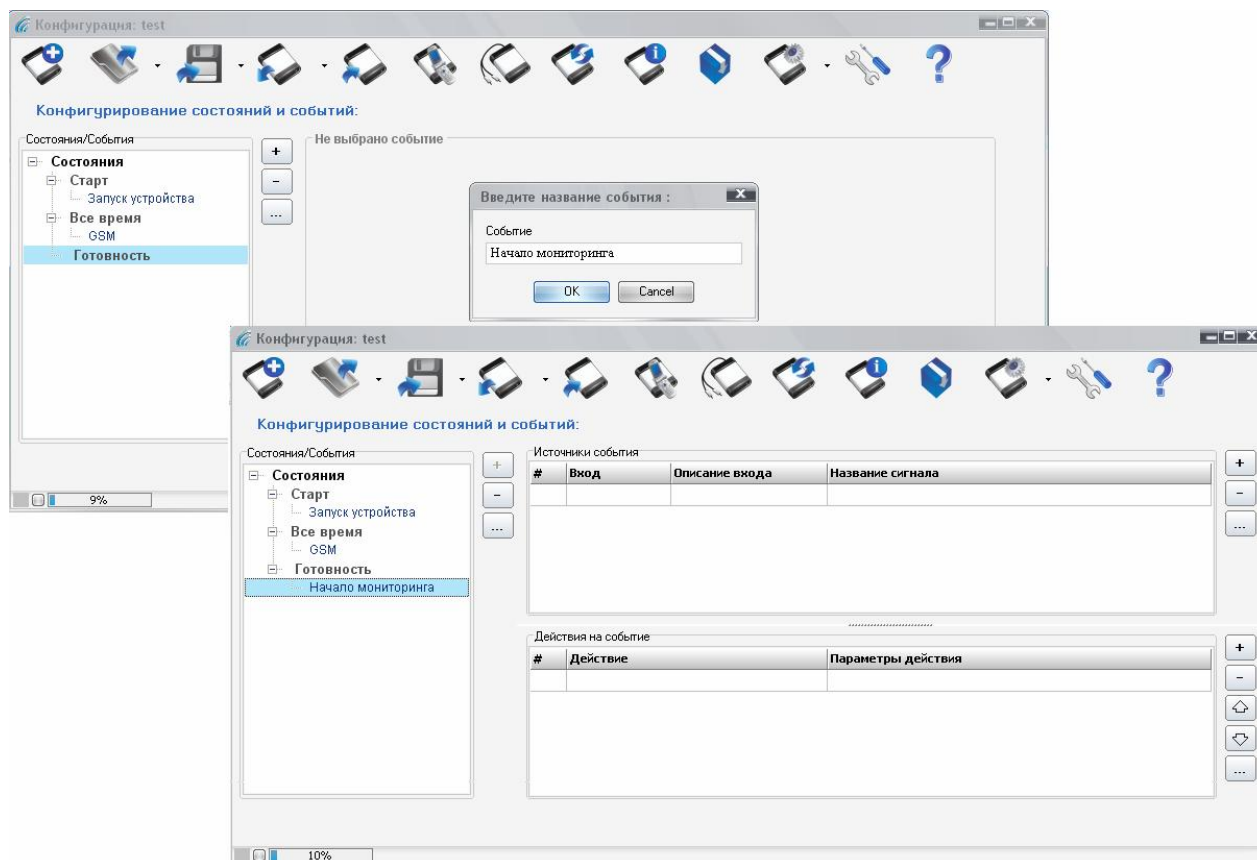 Конфигурация: test
Конфигурирование состояний и событий:
Состояния/События
Состояния
Старт
Запуск устройства
Все время
GSM
Готовность
+
-
...
Не выбрано событие
Введите название события :
Событие
Начало мониторинга
OK
Cancel
9%
Конфигурация: test
Конфигурирование состояний и событий:
Состояния/События
Состояния
Старт
Запуск устройства
Все время
GSM
Готовность
Начало мониторинга
+
-
...
Источники события
# Вход Описание входа Название сигнала
+
-
...
Действия на событие
# Действие Параметры действия
+
-
...
10%